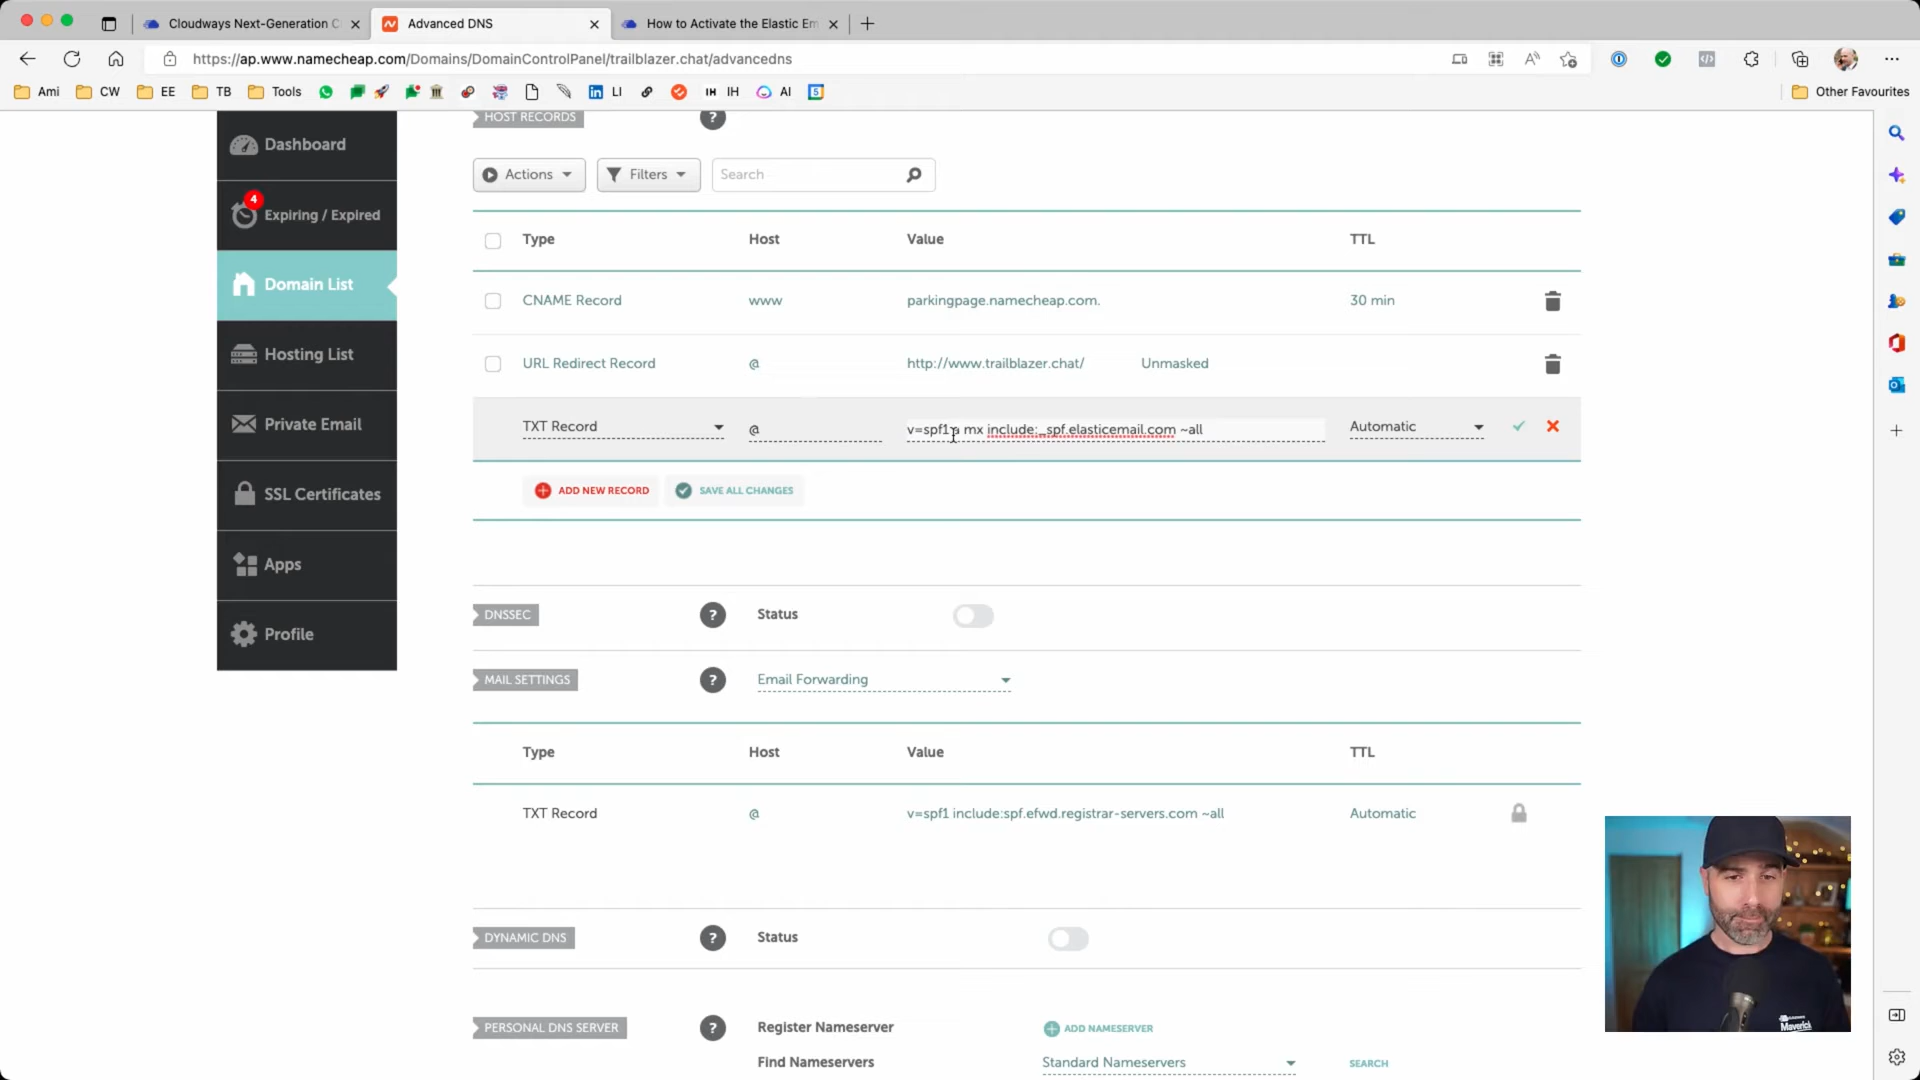 Cloudways Next-Generation C
Advanced DNS
How to Activate the Elastic Em
https://ap.www.namecheap.com/Domains/DomainControlPanel/trailblazer.chat/advancedns
Ami
CW
EE
TB
Tools
LI
IH IH
AI
Other Favourites
Dashboard
4
Expiring / Expired
Domain List
Hosting List
Private Email
SSL Certificates
Apps
Profile
HOST RECORDS
?
Actions
Filters
Search
Type Host Value TTL
CNAME Record www parkingpage.namecheap.com. 30 min
URL Redirect Record @ http://www.trailblazer.chat/ Unmasked
TXT Record @ v=spf1 a mx include:_spf.elasticemail.com ~all Automatic
ADD NEW RECORD
SAVE ALL CHANGES
DNSSEC ? Status
MAIL SETTINGS ? Email Forwarding
Type Host Value TTL
TXT Record @ v=spf1 include:spf.efwd.registrar-servers.com ~all Automatic
DYNAMIC DNS ? Status
PERSONAL DNS SERVER ? Register Nameserver ADD NAMESERVER
Find Nameservers Standard Nameservers SEARCH
Maverick